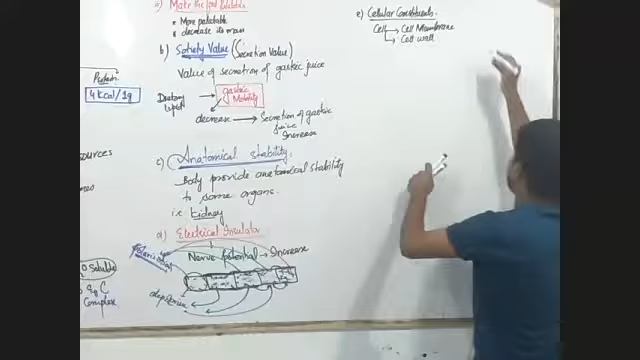 a) Make the food Palatable
* More palatable
* decrease its mass
b) Satiety Value (Secretion Value)
Value of secretion of gastric juice
Dietary lipid → gastric Motility
decrease → Secretion of gastric juice Increase
c) Anatomical stability:
Body provide anatomical stability
to some organs.
i.e kidney
d) Electrical Insulator
Nerve potential → Increase
Protein
4 Kcal/1g
Soluble
Complex
e) Cellular Constituents
Cell → Cell Membrane
→ Cell wall